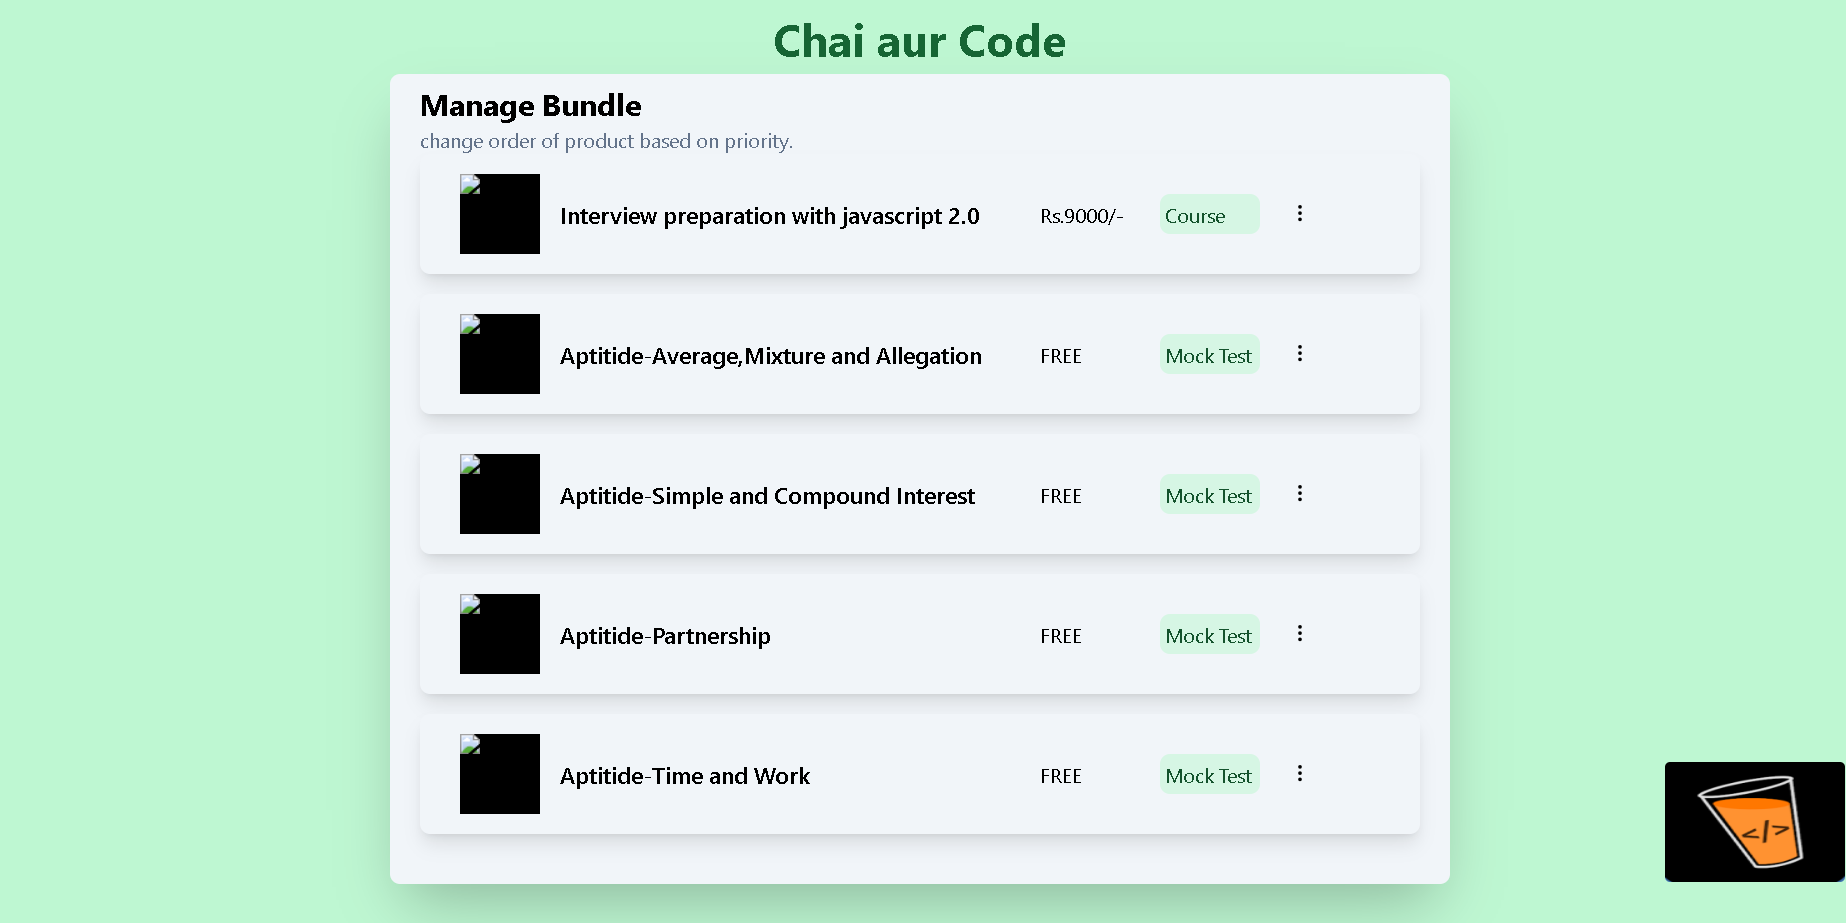 Chai aur Code
Manage Bundle
change order of product based on priority.
Interview preparation with javascript 2.0 Rs.9000/- Course
Aptitide-Average,Mixture and Allegation FREE Mock Test
Aptitide-Simple and Compound Interest FREE Mock Test
Aptitide-Partnership FREE Mock Test
Aptitide-Time and Work FREE Mock Test
</>